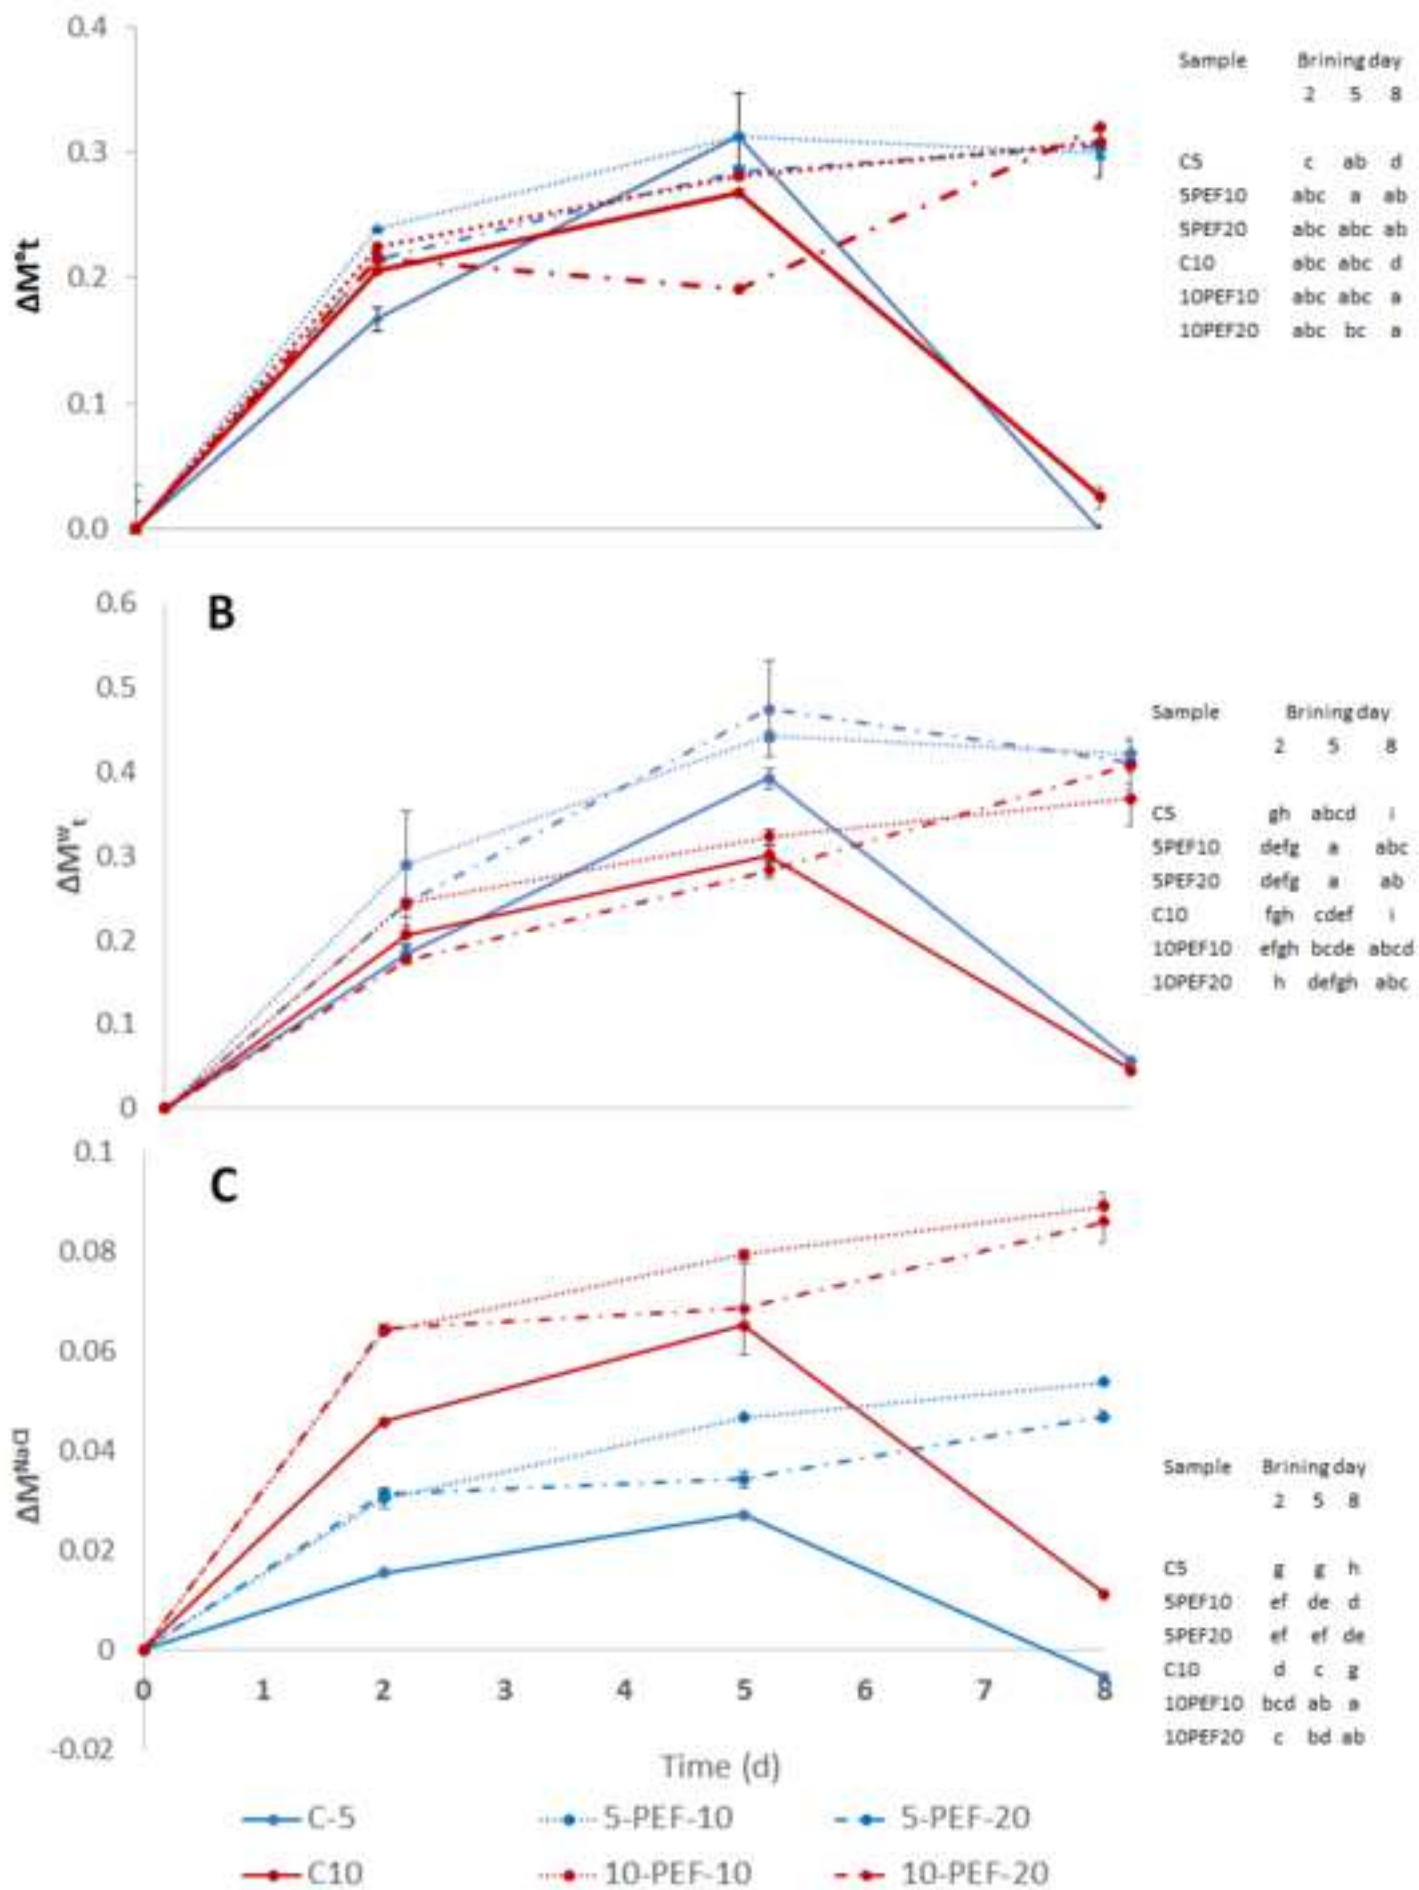 0.4
0.3
0.2
0.1
0.0
ΔM°t
Sample Brining day
2 5 8
C5 c ab d
5PEF10 abc a ab
5PEF20 abc abc ab
C10 abc abc d
10PEF10 abc abc a
10PEF20 abc bc a
B
0.6
0.5
0.4
0.3
0.2
0.1
0
ΔMʷt
Sample Brining day
2 5 8
C5 gh abcd i
5PEF10 defg a abc
5PEF20 defg a ab
C10 fgh cdef i
10PEF10 efgh bcde abcd
10PEF20 h defgh abc
C
0.1
0.08
0.06
0.04
0.02
0
-0.02
ΔMNaCl
0 1 2 3 4 5 6 7 8
Time (d)
Sample Brining day
2 5 8
C5 g g h
5PEF10 ef de d
5PEF20 ef ef de
C10 d c g
10PEF10 bcd ab a
10PEF20 c bd ab
C-5 5-PEF-10 5-PEF-20
C10 10-PEF-10 10-PEF-20